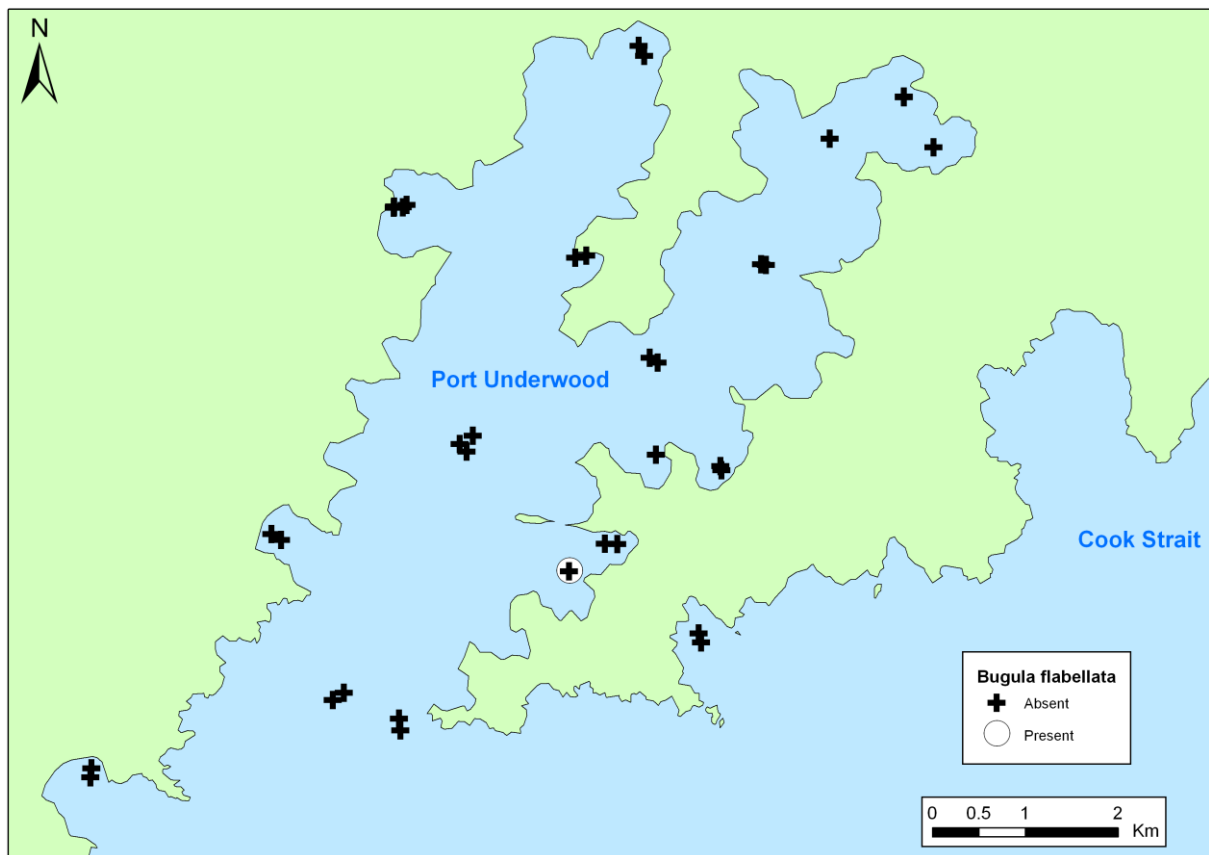 N
Port Underwood
Cook Strait
Bugula flabellata
Absent
Present
0 0.5 1 2
Km